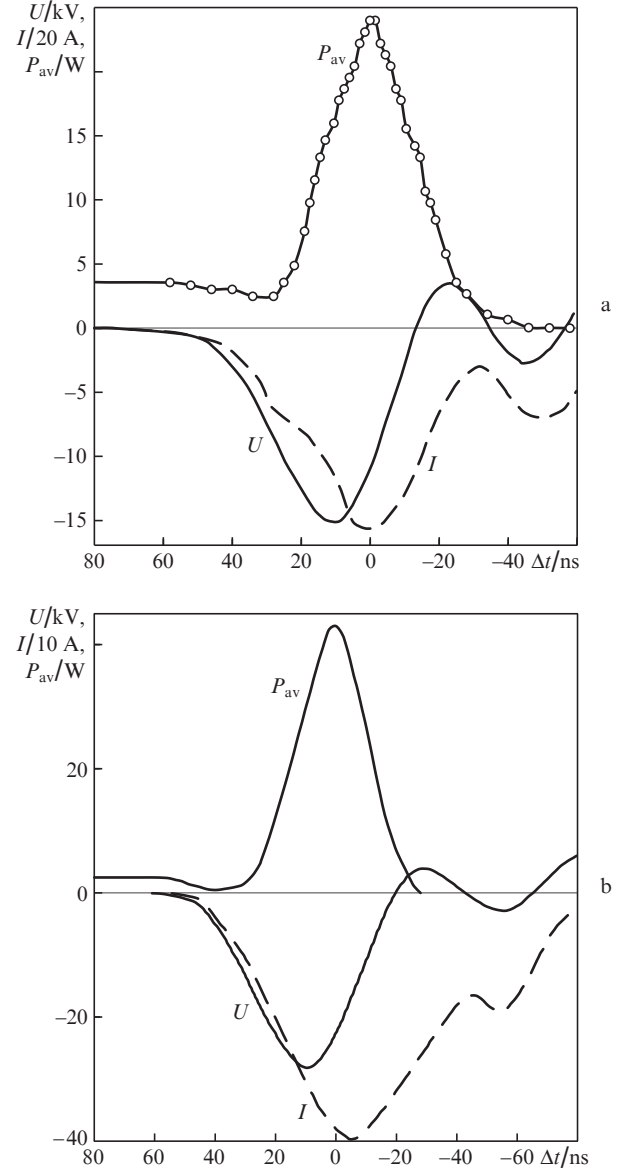 U/kV,
I/20 A,
P_av/W
P_av
15
10
5
0
−5
−10
−15
U
I
a
80 60 40 20 0 −20 −40 Δt/ns
U/kV,
I/10 A,
P_av/W
P_av
20
0
−20
−40
U
I
b
80 60 40 20 0 −20 −40 −60 Δt/ns